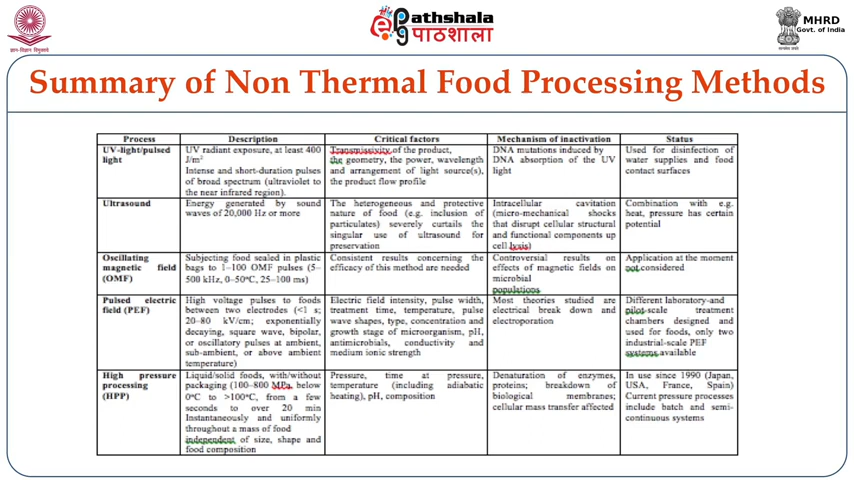 ज्ञान-विज्ञान विमुक्तये
epgPathshala
पाठशाला
MHRD
Govt. of India
सत्यमेव जयते
Summary of Non Thermal Food Processing Methods
Process Description Critical factors Mechanism of inactivation Status
UV-light/pulsed light
UV radiant exposure, at least 400
J/m²
Intense and short-duration pulses
of broad spectrum (ultraviolet to
the near infrared region).
Transmissivity of the product,
the geometry, the power, wavelength
and arrangement of light source(s),
the product flow profile
DNA mutations induced by
DNA absorption of the UV
light
Used for disinfection of
water supplies and food
contact surfaces
Ultrasound
Energy generated by sound
waves of 20,000 Hz or more
The heterogeneous and protective
nature of food (e.g. inclusion of
particulates) severely curtails the
singular use of ultrasound for
preservation
Intracellular cavitation
(micro-mechanical shocks
that disrupt cellular structural
and functional components up
cell lysis)
Combination with e.g.
heat, pressure has certain
potential
Oscillating
magnetic field
(OMF)
Subjecting food sealed in plastic
bags to 1–100 OMF pulses (5–
500 kHz, 0–50°C, 25–100 ms)
Consistent results concerning the
efficacy of this method are needed
Controversial results on
effects of magnetic fields on
microbial
populations
Application at the moment
not considered
Pulsed electric
field (PEF)
High voltage pulses to foods
between two electrodes (<1 s;
20–80 kV/cm; exponentially
decaying, square wave, bipolar,
or oscillatory pulses at ambient,
sub-ambient, or above ambient
temperature)
Electric field intensity, pulse width,
treatment time, temperature, pulse
wave shapes, type, concentration and
growth stage of microorganism, pH,
antimicrobials, conductivity and
medium ionic strength
Most theories studied are
electrical break down and
electroporation
Different laboratory-and
pilot-scale treatment
chambers designed and
used for foods, only two
industrial-scale PEF
systems available
High pressure
processing
(HPP)
Liquid/solid foods, with/without
packaging (100–800 MPa, below
0°C to >100°C, from a few
seconds to over 20 min
Instantaneously and uniformly
throughout a mass of food
independent of size, shape and
food composition
Pressure, time at pressure,
temperature (including adiabatic
heating), pH, composition
Denaturation of enzymes,
proteins; breakdown of
biological membranes;
cellular mass transfer affected
In use since 1990 (Japan,
USA, France, Spain)
Current pressure processes
include batch and semi-
continuous systems